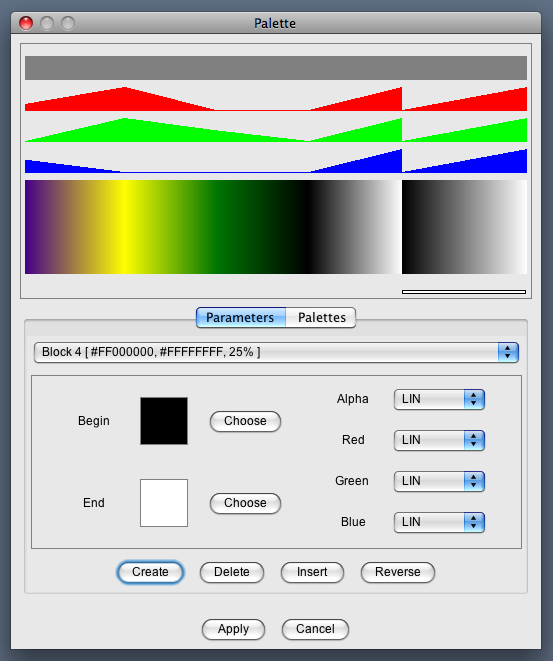 Palette
Parameters Palettes
Block 4 [ #FF000000, #FFFFFFFF, 25% ]
Alpha LIN
Begin Choose
Red LIN
Green LIN
End Choose
Blue LIN
Create Delete Insert Reverse
Apply Cancel